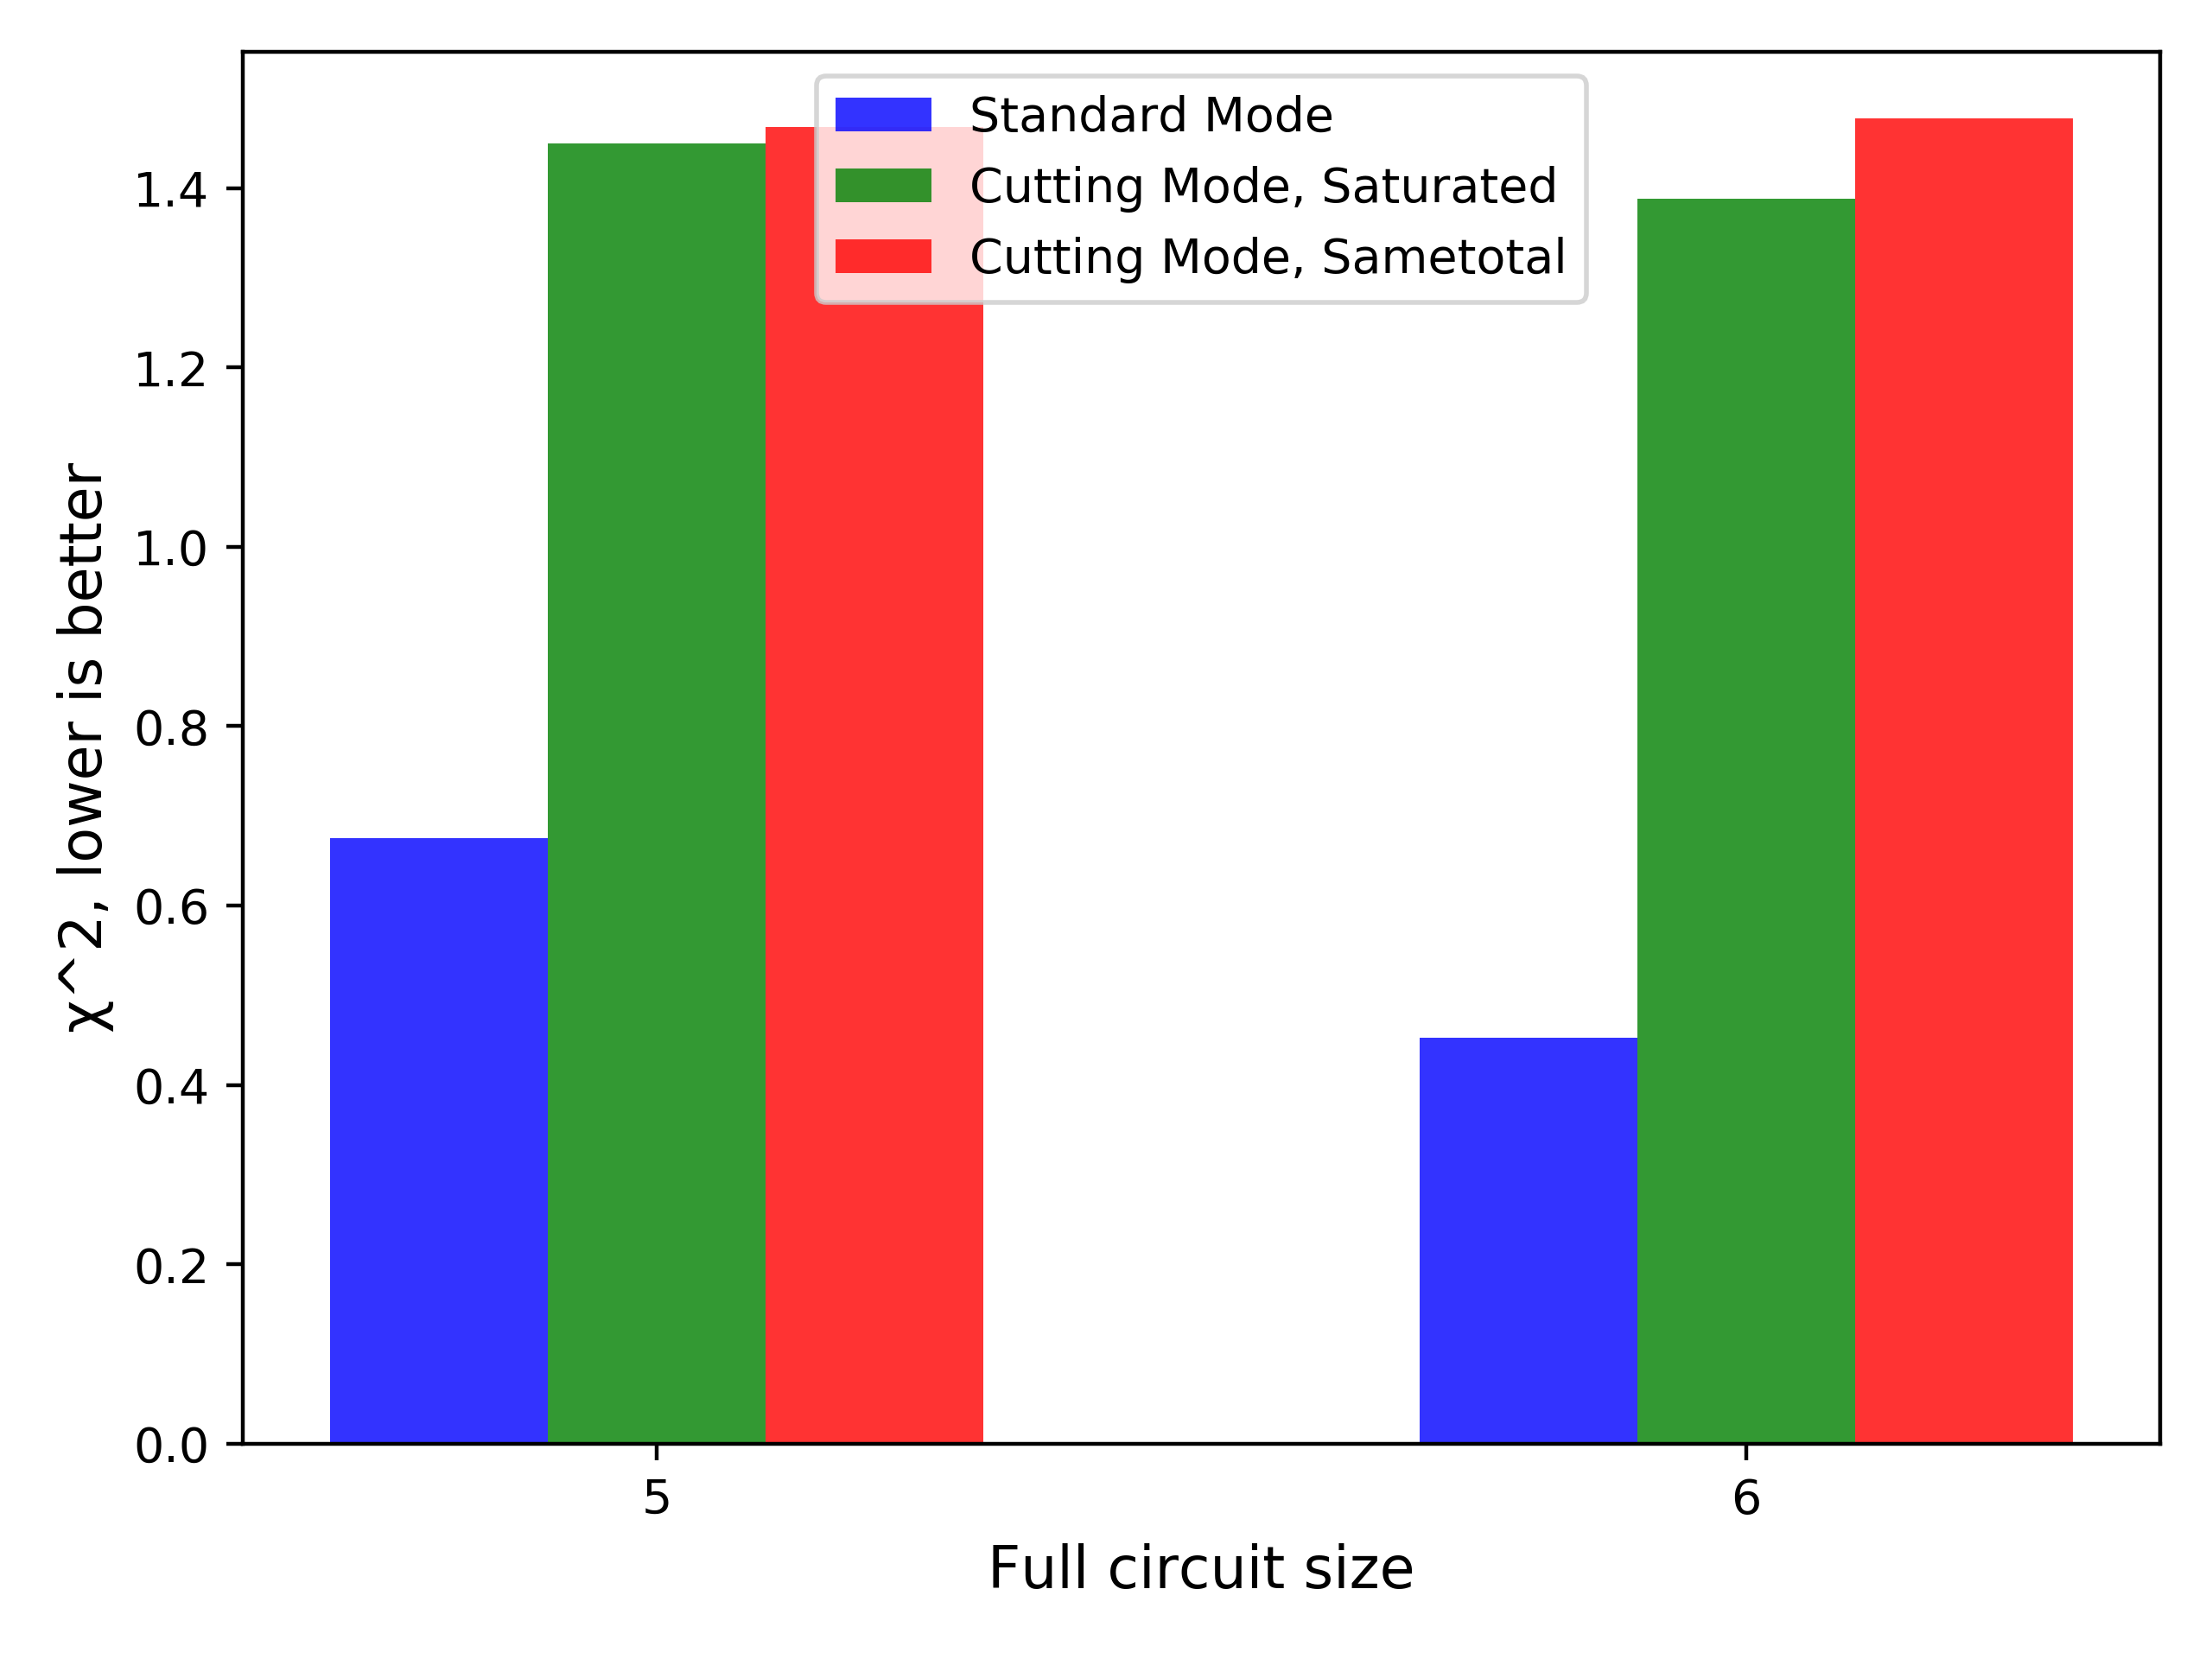 Standard Mode
Cutting Mode, Saturated
Cutting Mode, Sametotal
χ^2, lower is better
1.4
1.2
1.0
0.8
0.6
0.4
0.2
0.0
5
6
Full circuit size